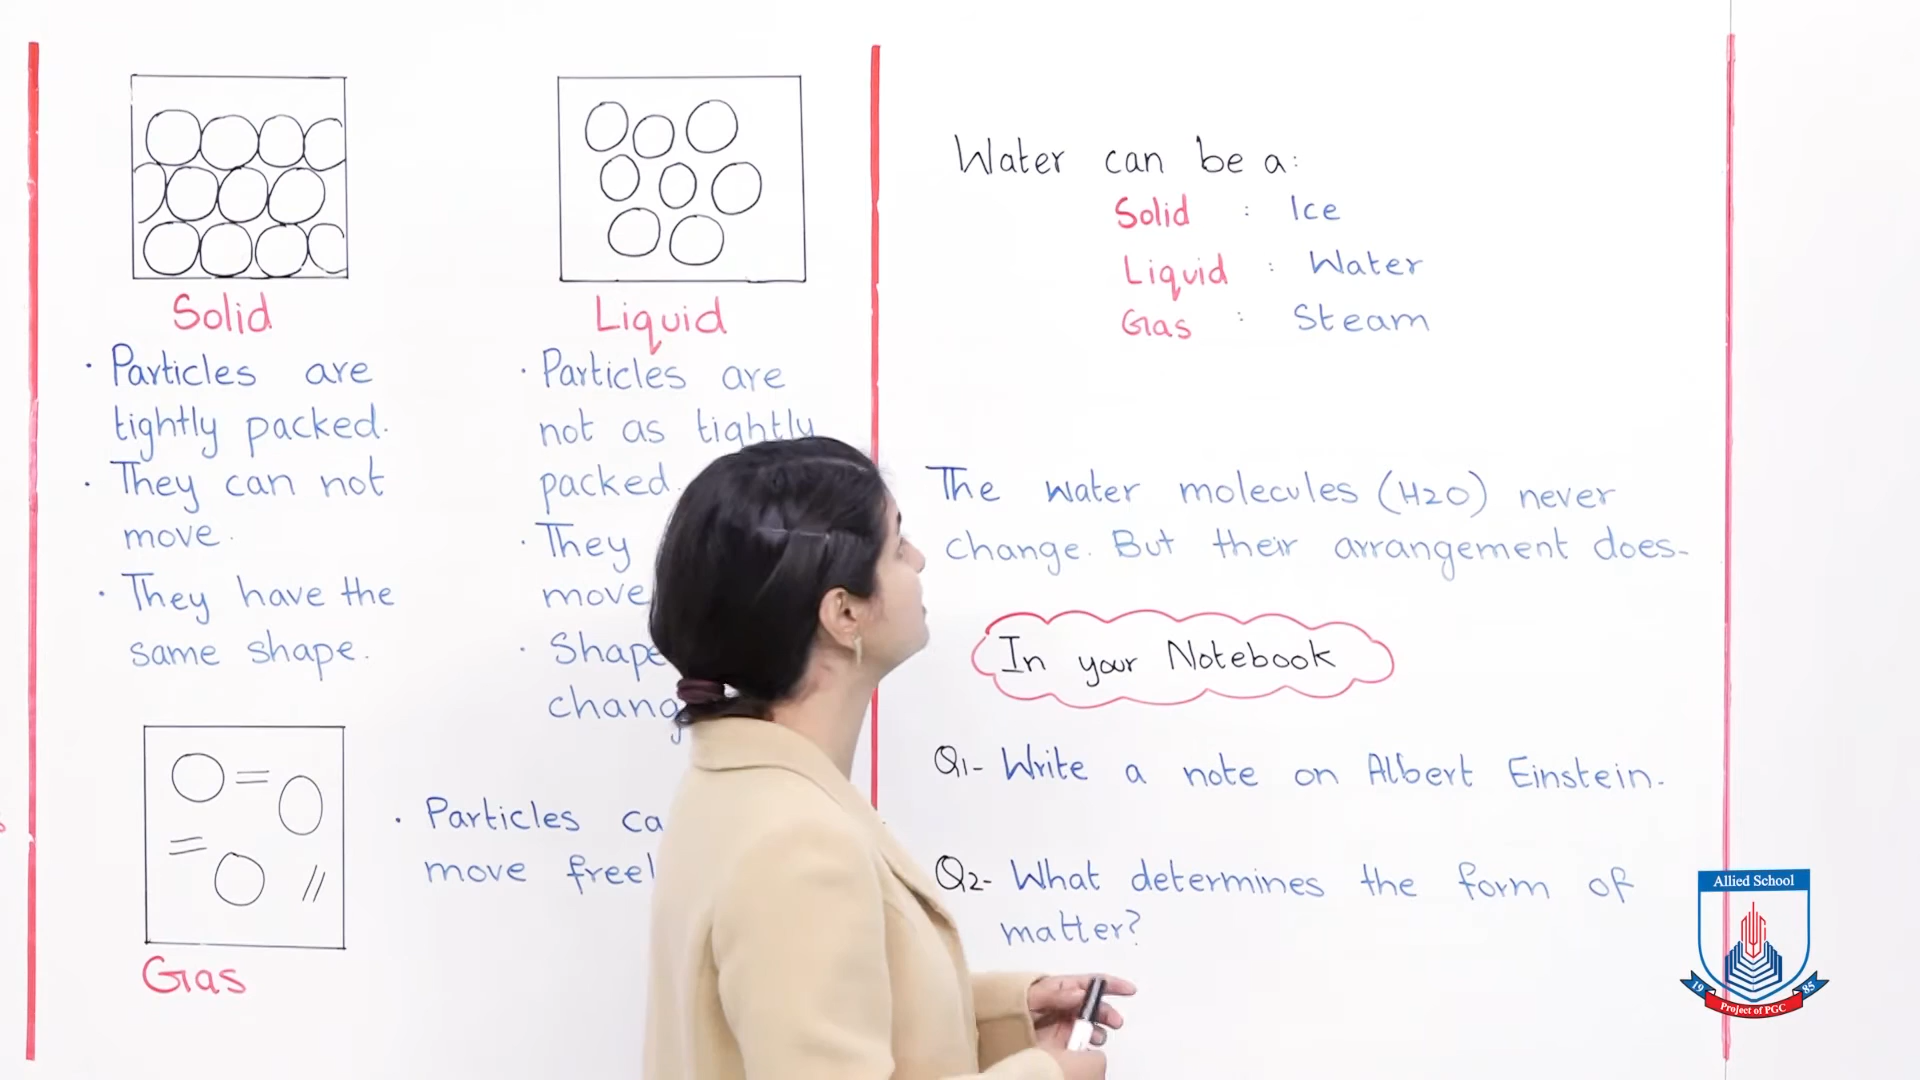 Solid
· Particles are
tightly packed.
· They can not
move.
· They have the
same shape.
Liquid
· Particles are
not as tightly
packed.
· They
move
· Shape
chang
Gas
· Particles ca
move freel
Water can be a:
Solid : Ice
Liquid : Water
Gas : Steam
The water molecules (H2O) never
change. But their arrangement does-
In your Notebook
Q1- Write a note on Albert Einstein.
Q2- What determines the form of
matter?
Allied School
19 85
Project of PGC